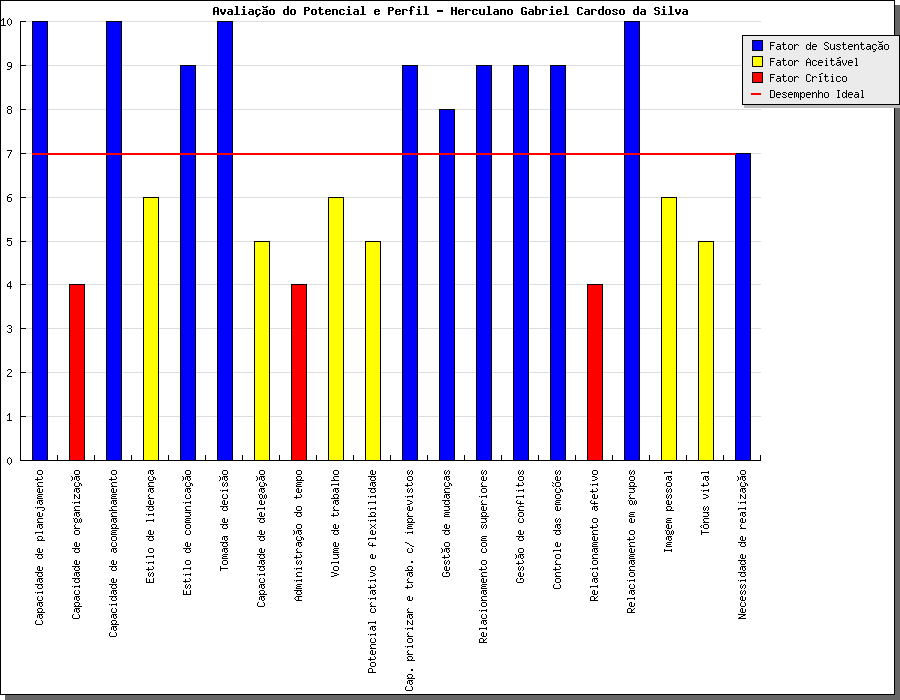 Avaliação do Potencial e Perfil - Herculano Gabriel Cardoso da Silva
Fator de Sustentação
Fator Aceitável
Fator Crítico
Desempenho Ideal
10
9
8
7
6
5
4
3
2
1
0
Capacidade de planejamento
Capacidade de organização
Capacidade de acompanhamento
Estilo de liderança
Estilo de comunicação
Tomada de decisão
Capacidade de delegação
Administração do tempo
Volume de trabalho
Potencial criativo e flexibilidade
Cap. priorizar e trab. c/ imprevistos
Gestão de mudanças
Relacionamento com superiores
Gestão de conflitos
Controle das emoções
Relacionamento afetivo
Relacionamento em grupos
Imagem pessoal
Tônus vital
Necessidade de realização